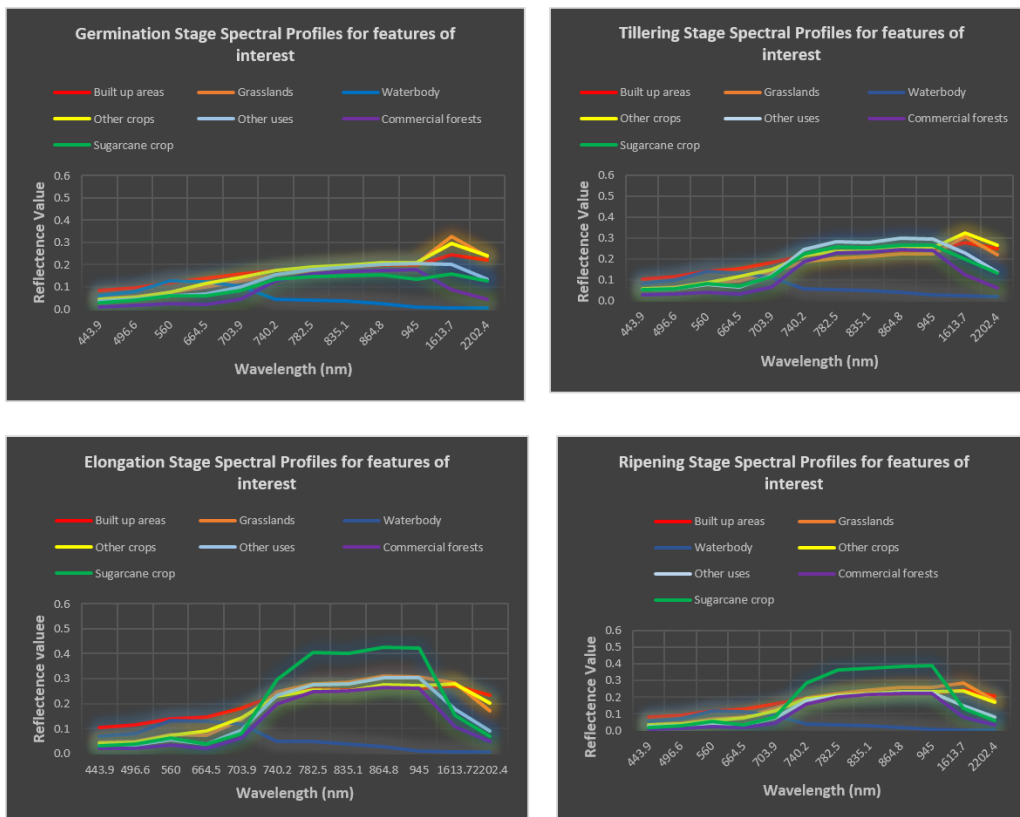 Germination Stage Spectral Profiles for features of
interest
Built up areas Grasslands Waterbody
Other crops Other uses Commercial forests
Sugarcane crop
0.6
0.5
0.4
0.3
0.2
0.1
0.0
Reflectence Value
443.9 496.6 560 664.5 703.9 740.2 782.5 835.1 864.8 945 1613.7 2202.4
Wavelength (nm)
Tillering Stage Spectral Profiles for features of
interest
Built up areas Grasslands Waterbody
Other crops Other uses Commercial forests
Sugarcane crop
0.6
0.5
0.4
0.3
0.2
0.1
0.0
Reflectence Value
443.9 496.6 560 664.5 703.9 740.2 782.5 835.1 864.8 945 1613.7 2202.4
Wavelength (nm)
Elongation Stage Spectral Profiles for features of
interest
Built up areas Grasslands Waterbody
Other crops Other uses Commercial forests
Sugarcane crop
0.6
0.5
0.4
0.3
0.2
0.1
0.0
Reflectence Valuee
443.9 496.6 560 664.5 703.9 740.2 782.5 835.1 864.8 945 1613.7 2202.4
Wavelength (nm)
Ripening Stage Spectral Profiles for features of
interest
Built up areas Grasslands
Waterbody Other crops
Other uses Commercial forests
Sugarcane crop
0.6
0.5
0.4
0.3
0.2
0.1
0.0
Reflectence Value
443.9 496.6 560 664.5 703.9 740.2 782.5 835.1 864.8 945 1613.7 2202.4
Wavelength (nm)